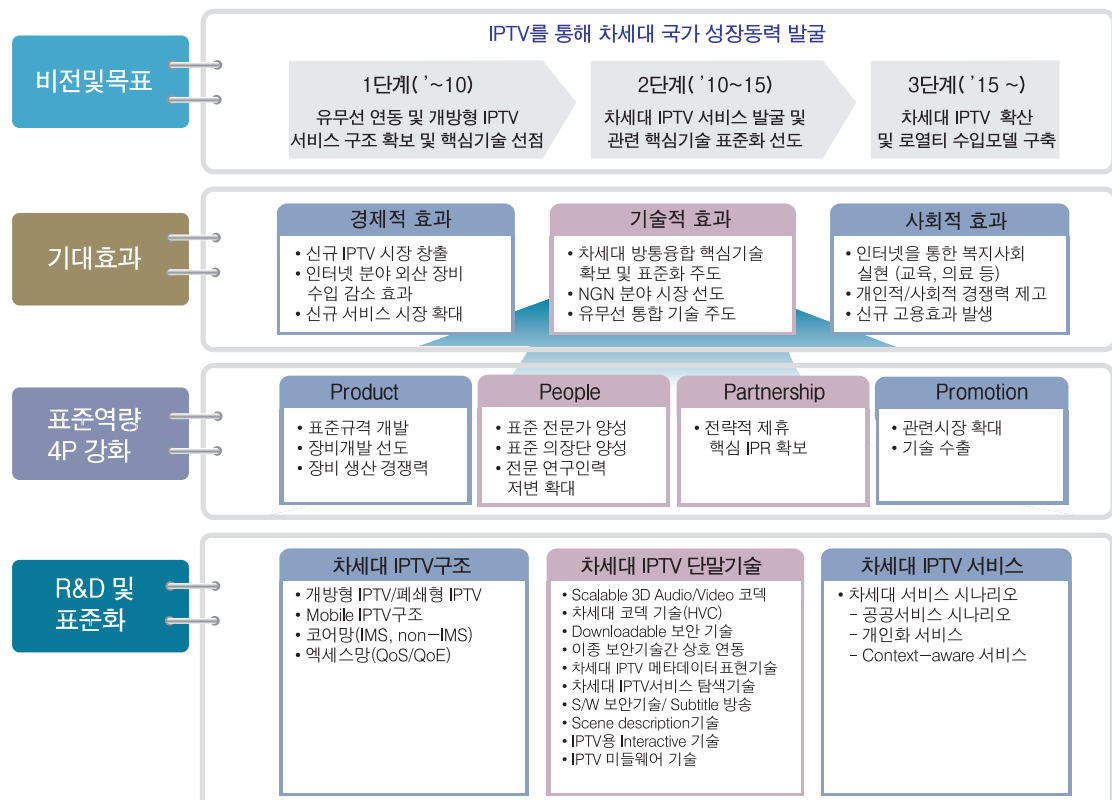 비전및목표
IPTV를 통해 차세대 국가 성장동력 발굴
1단계( ’~10)
유무선 연동 및 개방형 IPTV
서비스 구조 확보 및 핵심기술 선점
2단계( ’10~15)
차세대 IPTV 서비스 발굴 및
관련 핵심기술 표준화 선도
3단계( ’15 ~)
차세대 IPTV 확산
및 로열티 수입모델 구축
기대효과
경제적 효과
• 신규 IPTV 시장 창출
• 인터넷 분야 외산 장비
수입 감소 효과
• 신규 서비스 시장 확대
기술적 효과
• 차세대 방통융합 핵심기술
확보 및 표준화 주도
• NGN 분야 시장 선도
• 유무선 통합 기술 주도
사회적 효과
• 인터넷을 통한 복지사회
실현 (교육, 의료 등)
• 개인적/사회적 경쟁력 제고
• 신규 고용효과 발생
표준역량
4P 강화
Product
• 표준규격 개발
• 장비개발 선도
• 장비 생산 경쟁력
People
• 표준 전문가 양성
• 표준 의장단 양성
• 전문 연구인력
저변 확대
Partnership
• 전략적 제휴
핵심 IPR 확보
Promotion
• 관련시장 확대
• 기술 수출
R&D 및
표준화
차세대 IPTV구조
• 개방형 IPTV/폐쇄형 IPTV
• Mobile IPTV구조
• 코어망(IMS, non-IMS)
• 엑세스망(QoS/QoE)
차세대 IPTV 단말기술
• Scalable 3D Audio/Video 코덱
• 차세대 코덱 기술(HVC)
• Downloadable 보안 기술
• 이종 보안기술간 상호 연동
• 차세대 IPTV 메타데이터표현기술
• 차세대 IPTV서비스 탐색기술
• S/W 보안기술/ Subtitle 방송
• Scene description기술
• IPTV용 Interactive 기술
• IPTV 미들웨어 기술
차세대 IPTV 서비스
• 차세대 서비스 시나리오
- 공공서비스 시나리오
- 개인화 서비스
- Context-aware 서비스